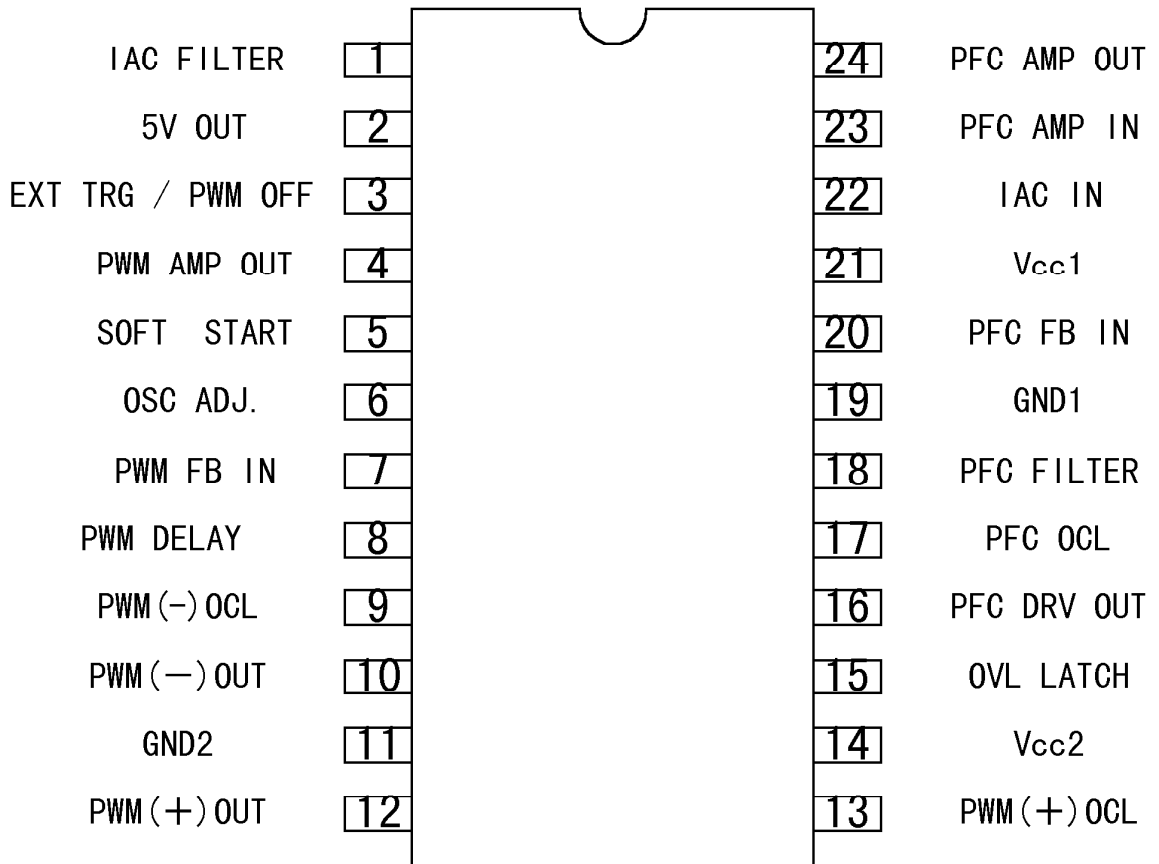 IAC FILTER 1 24 PFC AMP OUT
5V OUT 2 23 PFC AMP IN
EXT TRG / PWM OFF 3 22 IAC IN
PWM AMP OUT 4 21 Vcc1
SOFT START 5 20 PFC FB IN
OSC ADJ. 6 19 GND1
PWM FB IN 7 18 PFC FILTER
PWM DELAY 8 17 PFC OCL
PWM(-)OCL 9 16 PFC DRV OUT
PWM(—)OUT 10 15 OVL LATCH
GND2 11 14 Vcc2
PWM(+)OUT 12 13 PWM(+)OCL